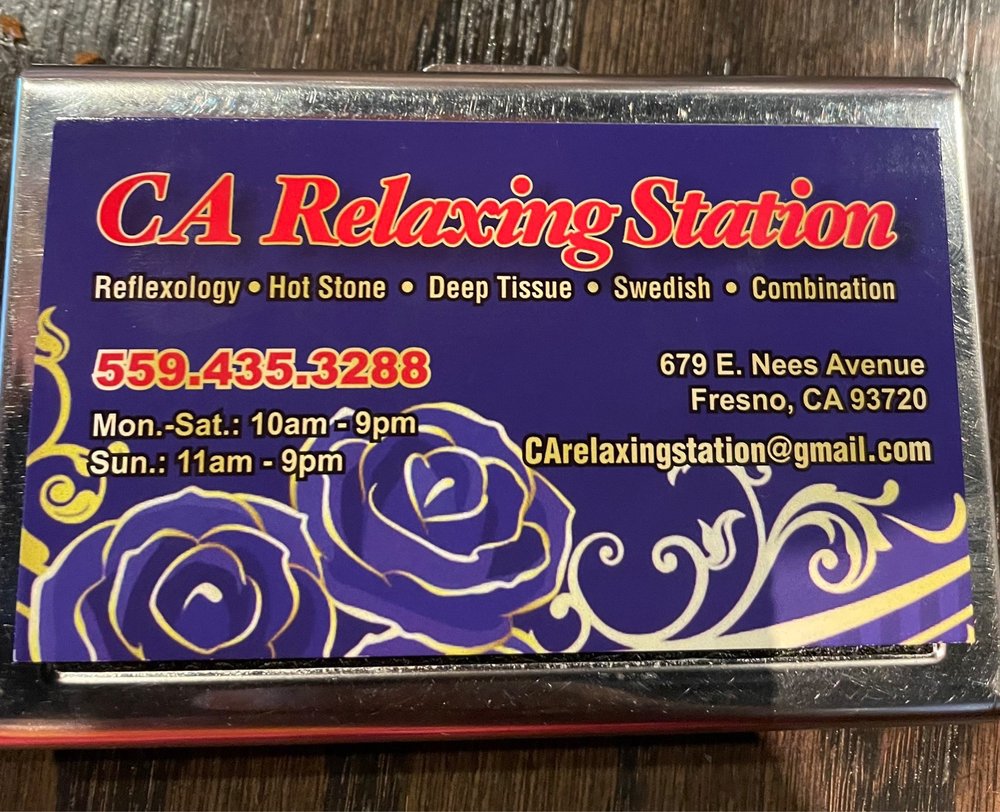 CA Relaxing Station
Reflexology • Hot Stone • Deep Tissue • Swedish • Combination
559.435.3288
Mon.-Sat.: 10am - 9pm
Sun.: 11am - 9pm
679 E. Nees Avenue
Fresno, CA 93720
CArelaxingstation@gmail.com